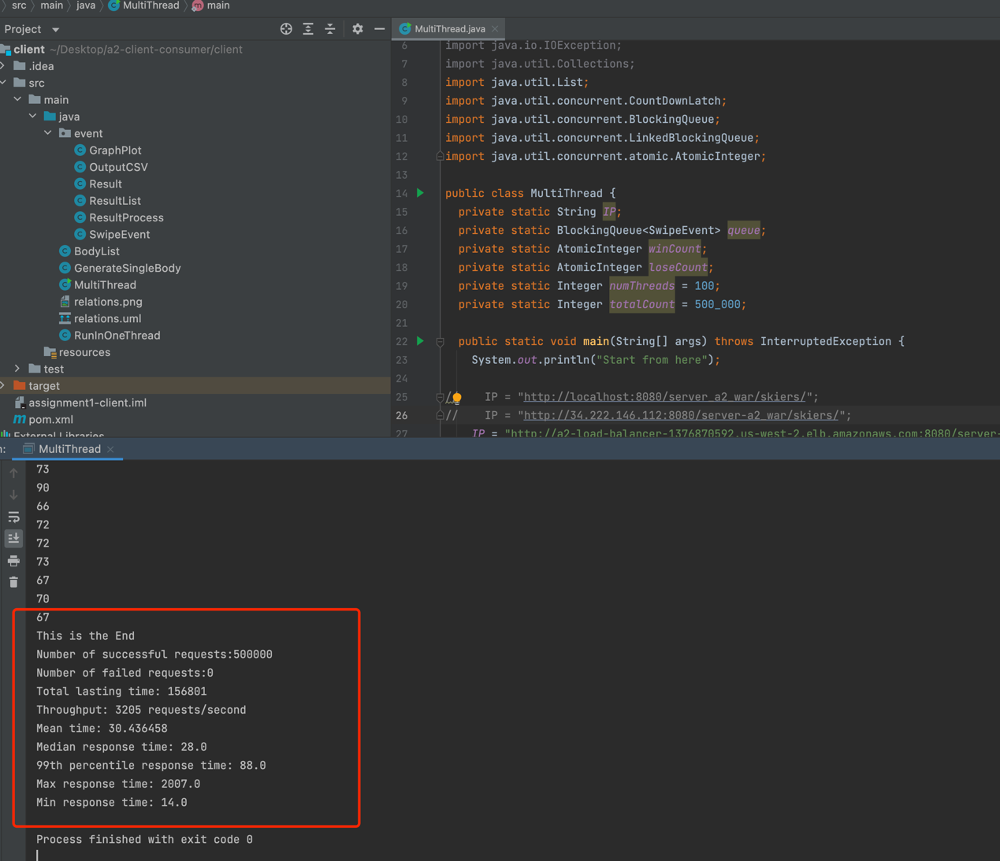 src main java MultiThread main
Project
MultiThread.java
client ~/Desktop/a2-client-consumer/client
.idea
src
main
java
event
GraphPlot
OutputCSV
Result
ResultList
ResultProcess
SwipeEvent
BodyList
GenerateSingleBody
MultiThread
relations.png
relations.uml
RunInOneThread
resources
test
target
assignment1-client.iml
pom.xml
External Libraries
6 import java.io.IOException;
7 import java.util.Collections;
8 import java.util.List;
9 import java.util.concurrent.CountDownLatch;
10 import java.util.concurrent.BlockingQueue;
11 import java.util.concurrent.LinkedBlockingQueue;
12 import java.util.concurrent.atomic.AtomicInteger;
13
14 public class MultiThread {
15 private static String IP;
16 private static BlockingQueue<SwipeEvent> queue;
17 private static AtomicInteger winCount;
18 private static AtomicInteger loseCount;
19 private static Integer numThreads = 100;
20 private static Integer totalCount = 500_000;
21
22 public static void main(String[] args) throws InterruptedException {
23 System.out.println("Start from here");
24
25 / IP = "http://localhost:8080/server_a2_war/skiers/";
26 // IP = "http://34.222.146.112:8080/server-a2_war/skiers/";
27 IP = "http://a2-load-balancer-1376870592.us-west-2.elb.amazonaws.com:8080/server-
n: MultiThread
73
90
66
72
72
73
67
70
67
This is the End
Number of successful requests:500000
Number of failed requests:0
Total lasting time: 156801
Throughput: 3205 requests/second
Mean time: 30.436458
Median response time: 28.0
99th percentile response time: 88.0
Max response time: 2007.0
Min response time: 14.0
Process finished with exit code 0